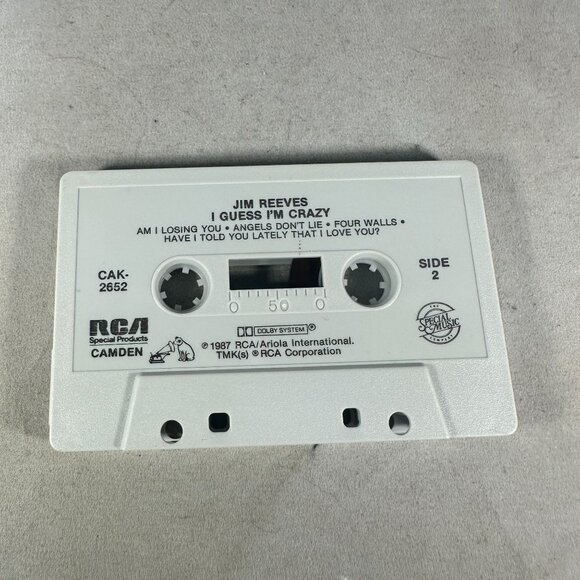 JIM REEVES
I GUESS I'M CRAZY
AM I LOSING YOU • ANGELS DON'T LIE • FOUR WALLS •
HAVE I TOLD YOU LATELY THAT I LOVE YOU?
CAK-
2652
SIDE
2
0 50 0
RCA
Special Products
CAMDEN
DOLBY SYSTEM®
℗ 1987 RCA/Ariola International.
TMK(s) ® RCA Corporation
THE
SPECIAL
MUSIC
COMPANY